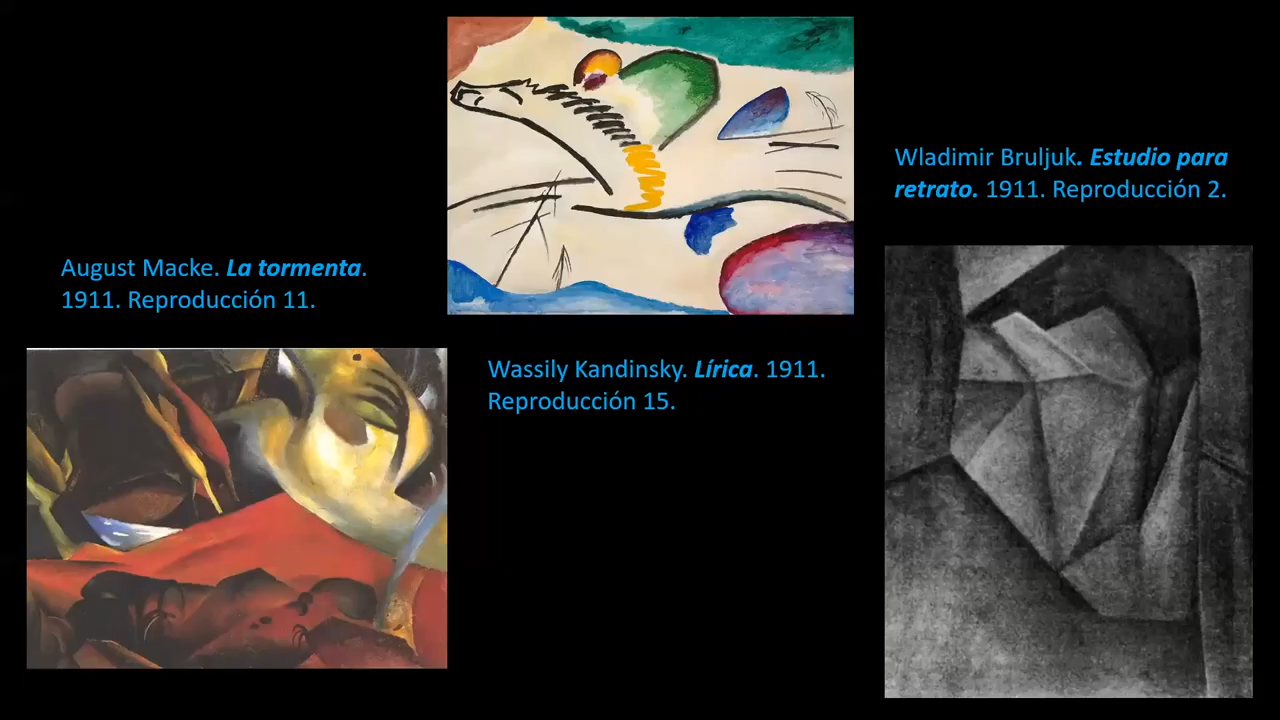 August Macke. La tormenta.
1911. Reproducción 11.
Wassily Kandinsky. Lírica. 1911.
Reproducción 15.
Wladimir Bruljuk. Estudio para
retrato. 1911. Reproducción 2.